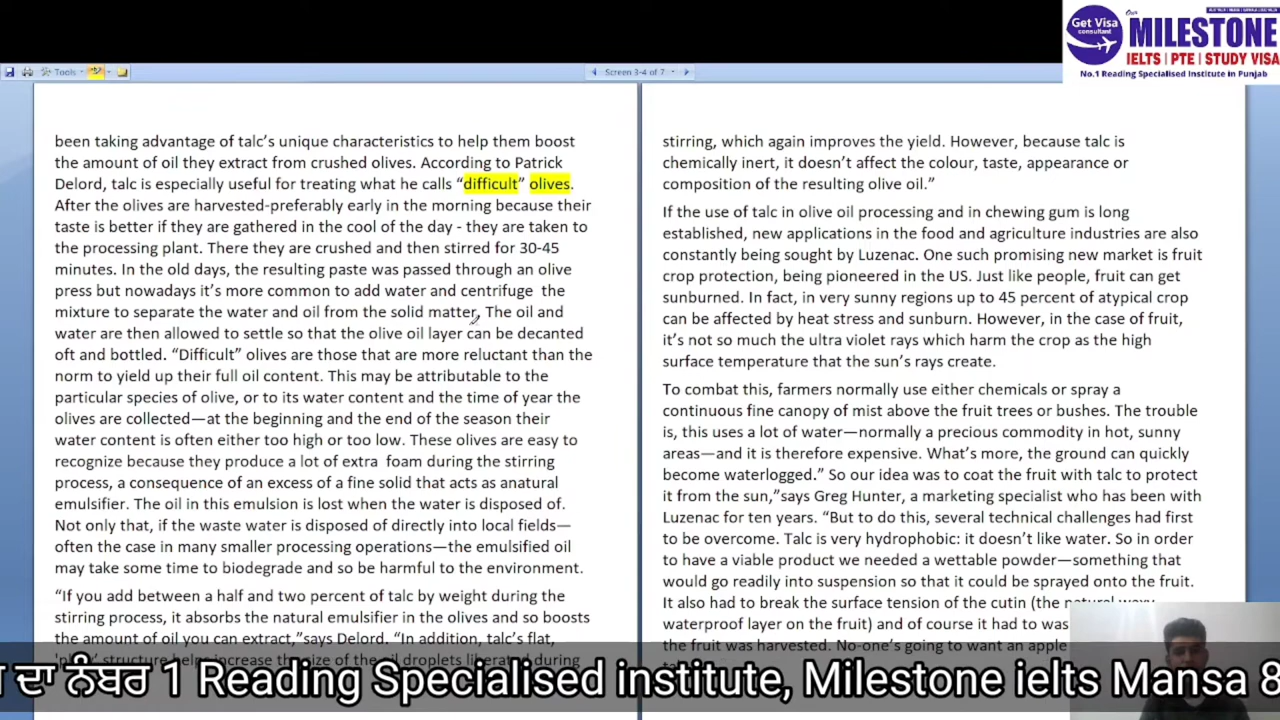 Our
Get Visa
consultant
MILESTONE
IELTS | PTE | STUDY VISA
No.1 Reading Specialised Institute in Punjab
Tools
Screen 3-4 of 7
been taking advantage of talc's unique characteristics to help them boost
the amount of oil they extract from crushed olives. According to Patrick
Delord, talc is especially useful for treating what he calls “difficult” olives.
After the olives are harvested-preferably early in the morning because their
taste is better if they are gathered in the cool of the day - they are taken to
the processing plant. There they are crushed and then stirred for 30-45
minutes. In the old days, the resulting paste was passed through an olive
press but nowadays it's more common to add water and centrifuge the
mixture to separate the water and oil from the solid matter. The oil and
water are then allowed to settle so that the olive oil layer can be decanted
oft and bottled. “Difficult” olives are those that are more reluctant than the
norm to yield up their full oil content. This may be attributable to the
particular species of olive, or to its water content and the time of year the
olives are collected—at the beginning and the end of the season their
water content is often either too high or too low. These olives are easy to
recognize because they produce a lot of extra foam during the stirring
process, a consequence of an excess of a fine solid that acts as anatural
emulsifier. The oil in this emulsion is lost when the water is disposed of.
Not only that, if the waste water is disposed of directly into local fields—
often the case in many smaller processing operations—the emulsified oil
may take some time to biodegrade and so be harmful to the environment.
“If you add between a half and two percent of talc by weight during the
stirring process, it absorbs the natural emulsifier in the olives and so boosts
the amount of oil you can extract,”says Delord. “In addition, talc's flat,
structure helps increase the size of the oil droplets liberated during
stirring, which again improves the yield. However, because talc is
chemically inert, it doesn't affect the colour, taste, appearance or
composition of the resulting olive oil.”
If the use of talc in olive oil processing and in chewing gum is long
established, new applications in the food and agriculture industries are also
constantly being sought by Luzenac. One such promising new market is fruit
crop protection, being pioneered in the US. Just like people, fruit can get
sunburned. In fact, in very sunny regions up to 45 percent of atypical crop
can be affected by heat stress and sunburn. However, in the case of fruit,
it's not so much the ultra violet rays which harm the crop as the high
surface temperature that the sun's rays create.
To combat this, farmers normally use either chemicals or spray a
continuous fine canopy of mist above the fruit trees or bushes. The trouble
is, this uses a lot of water—normally a precious commodity in hot, sunny
areas—and it is therefore expensive. What's more, the ground can quickly
become waterlogged.” So our idea was to coat the fruit with talc to protect
it from the sun,”says Greg Hunter, a marketing specialist who has been with
Luzenac for ten years. “But to do this, several technical challenges had first
to be overcome. Talc is very hydrophobic: it doesn't like water. So in order
to have a viable product we needed a wettable powder—something that
would go readily into suspension so that it could be sprayed onto the fruit.
It also had to break the surface tension of the cutin (the natural waxy
waterproof layer on the fruit) and of course it had to was
the fruit was harvested. No-one's going to want an apple
ਦਾ ਨੰਬਰ 1 Reading Specialised institute, Milestone ielts Mansa 8